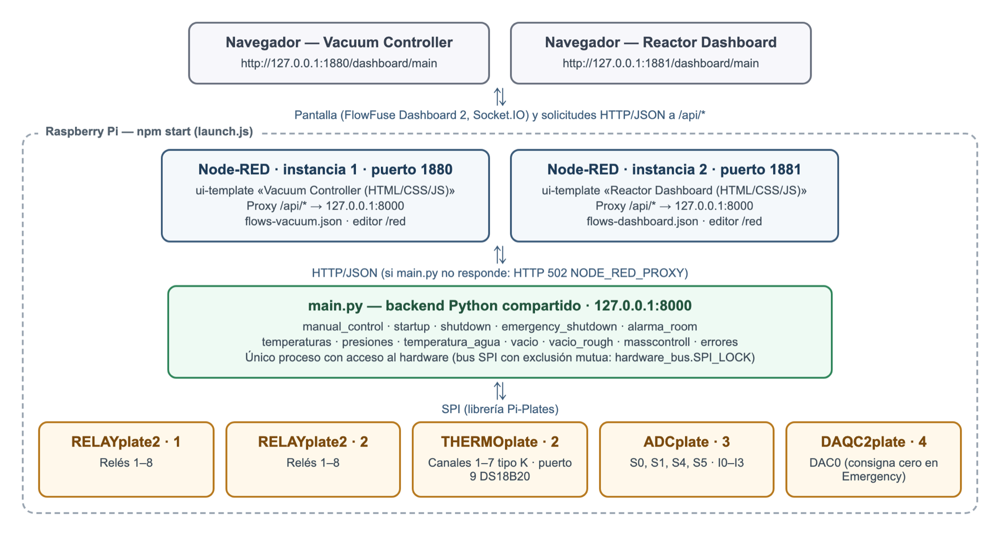 Navegador — Vacuum Controller
http://127.0.0.1:1880/dashboard/main
Navegador — Reactor Dashboard
http://127.0.0.1:1881/dashboard/main
Pantalla (FlowFuse Dashboard 2, Socket.IO) y solicitudes HTTP/JSON a /api/*
Raspberry Pi — npm start (launch.js)
Node-RED · instancia 1 · puerto 1880
ui-template «Vacuum Controller (HTML/CSS/JS)»
Proxy /api/* → 127.0.0.1:8000
flows-vacuum.json · editor /red
Node-RED · instancia 2 · puerto 1881
ui-template «Reactor Dashboard (HTML/CSS/JS)»
Proxy /api/* → 127.0.0.1:8000
flows-dashboard.json · editor /red
HTTP/JSON (si main.py no responde: HTTP 502 NODE_RED_PROXY)
main.py — backend Python compartido · 127.0.0.1:8000
manual_control · startup · shutdown · emergency_shutdown · alarma_room
temperaturas · presiones · temperatura_agua · vacio · vacio_rough · masscontroll · errores
Único proceso con acceso al hardware (bus SPI con exclusión mutua: hardware_bus.SPI_LOCK)
SPI (librería Pi-Plates)
RELAYplate2 · 1
Relés 1–8
RELAYplate2 · 2
Relés 1–8
THERMOplate · 2
Canales 1–7 tipo K · puerto
9 DS18B20
ADCplate · 3
S0, S1, S4, S5 · I0–I3
DAQC2plate · 4
DAC0 (consigna cero en
Emergency)